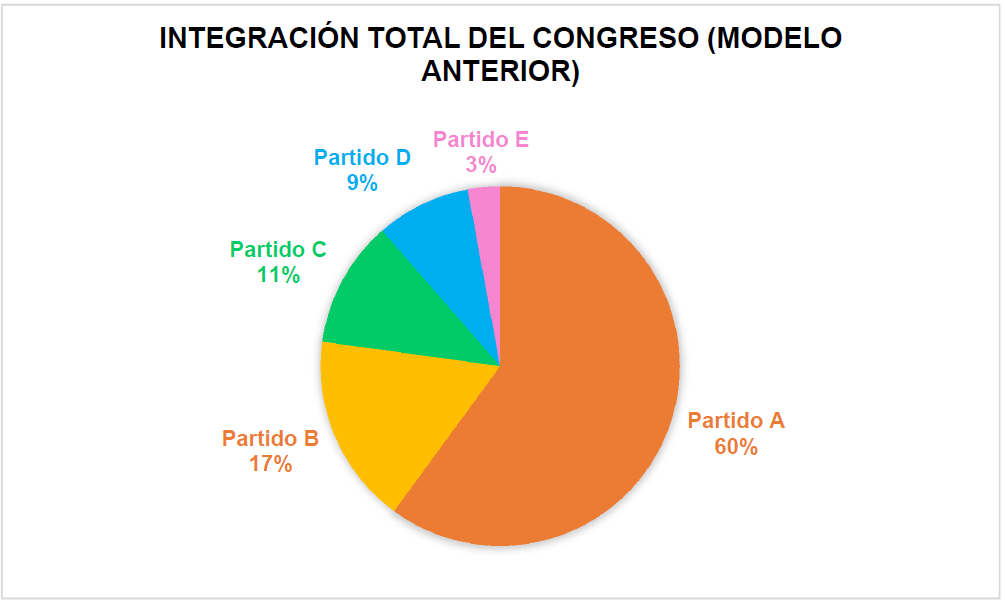 INTEGRACIÓN TOTAL DEL CONGRESO (MODELO
ANTERIOR)
Partido E
3%
Partido D
9%
Partido C
11%
Partido A
60%
Partido B
17%